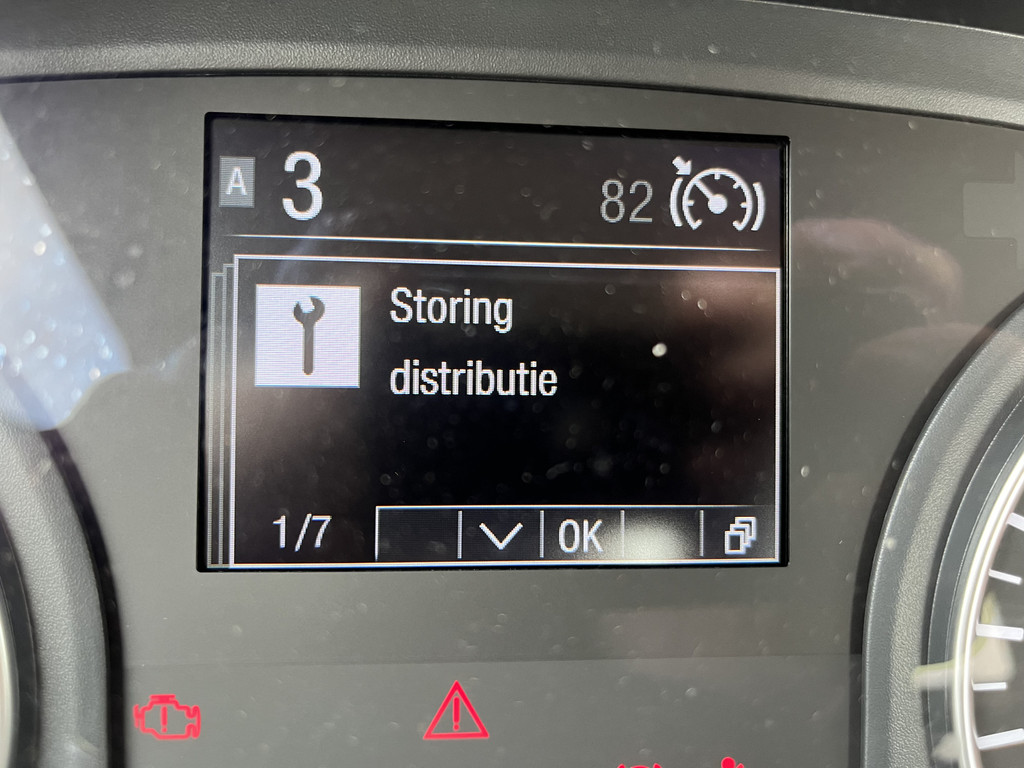 A 3 82
Storing
distributie
1/7 OK